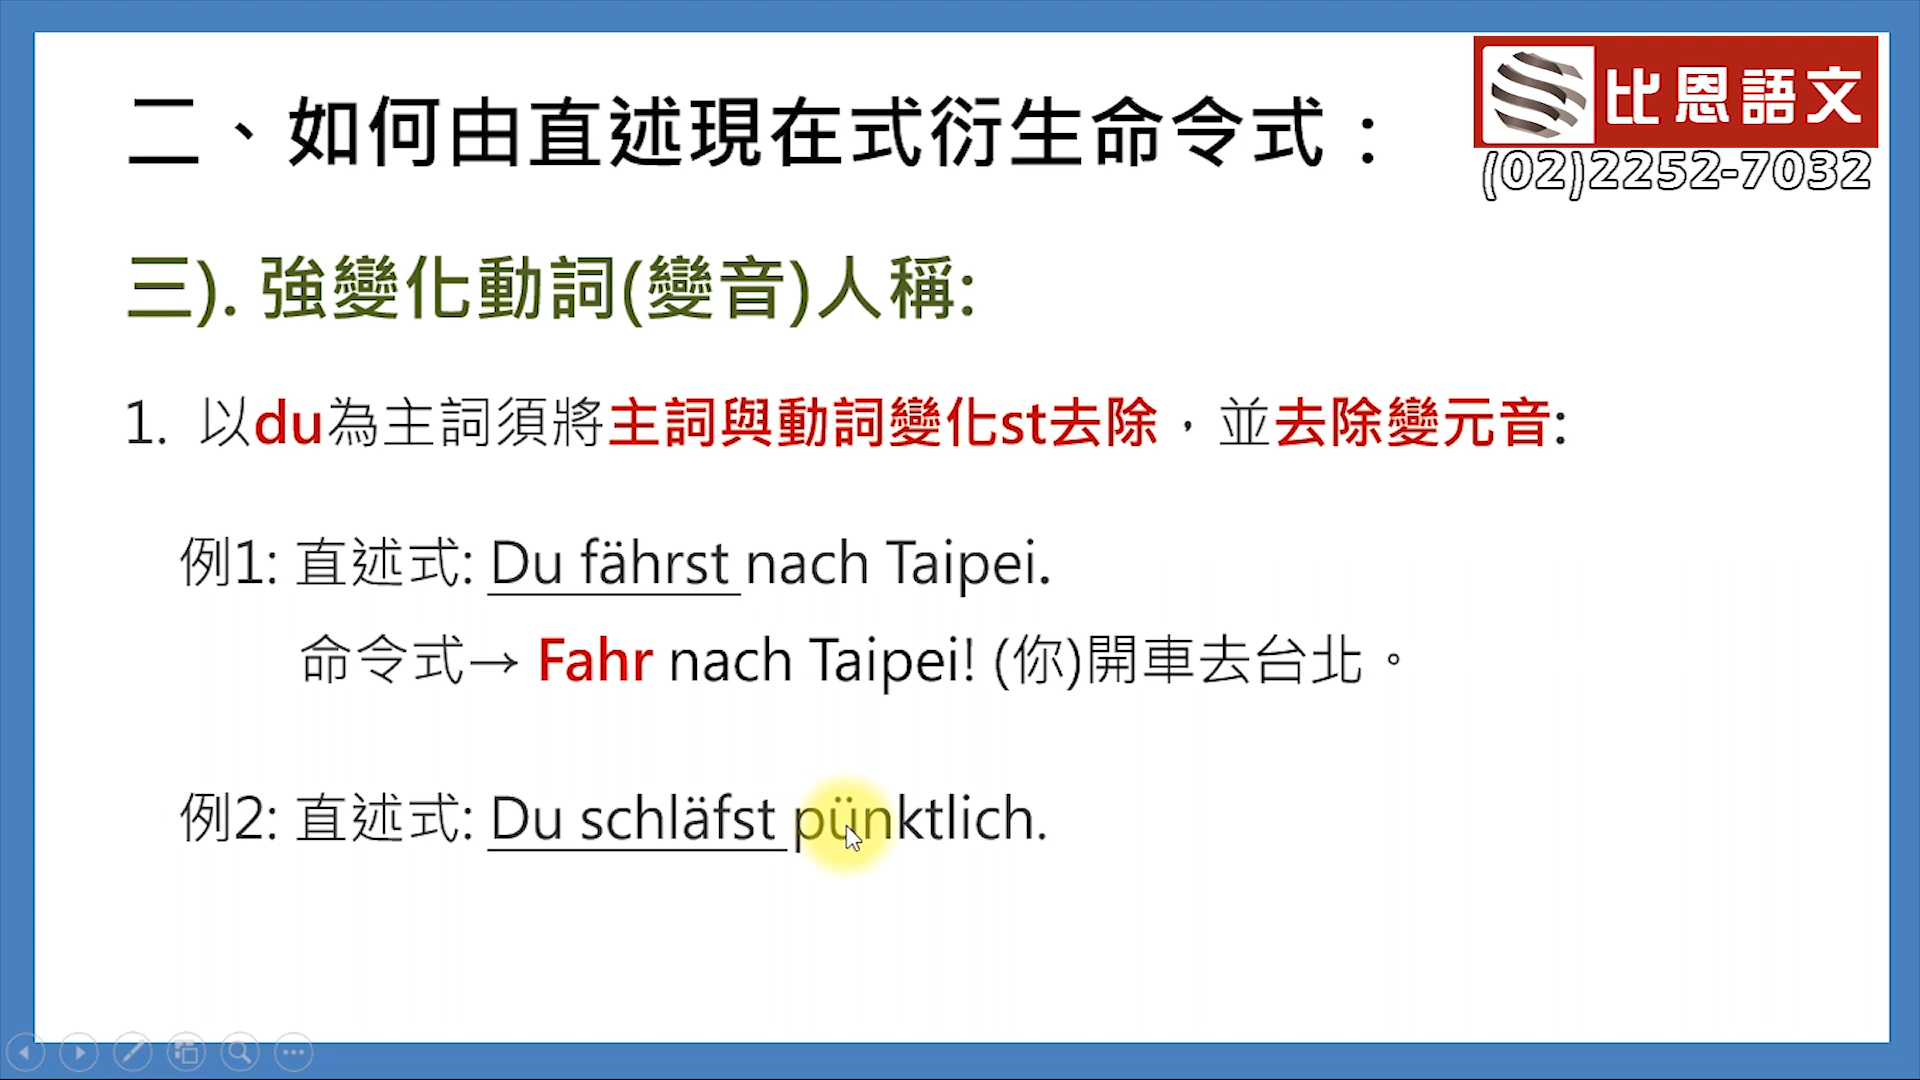 二、如何由直述現在式衍生命令式：
比恩語文
(02)2252-7032
三). 強變化動詞(變音)人稱:
1. 以du為主詞須將主詞與動詞變化st去除，並去除變元音:
例1: 直述式: Du fährst nach Taipei.
命令式→ Fahr nach Taipei! (你)開車去台北。
例2: 直述式: Du schläfst pünktlich.